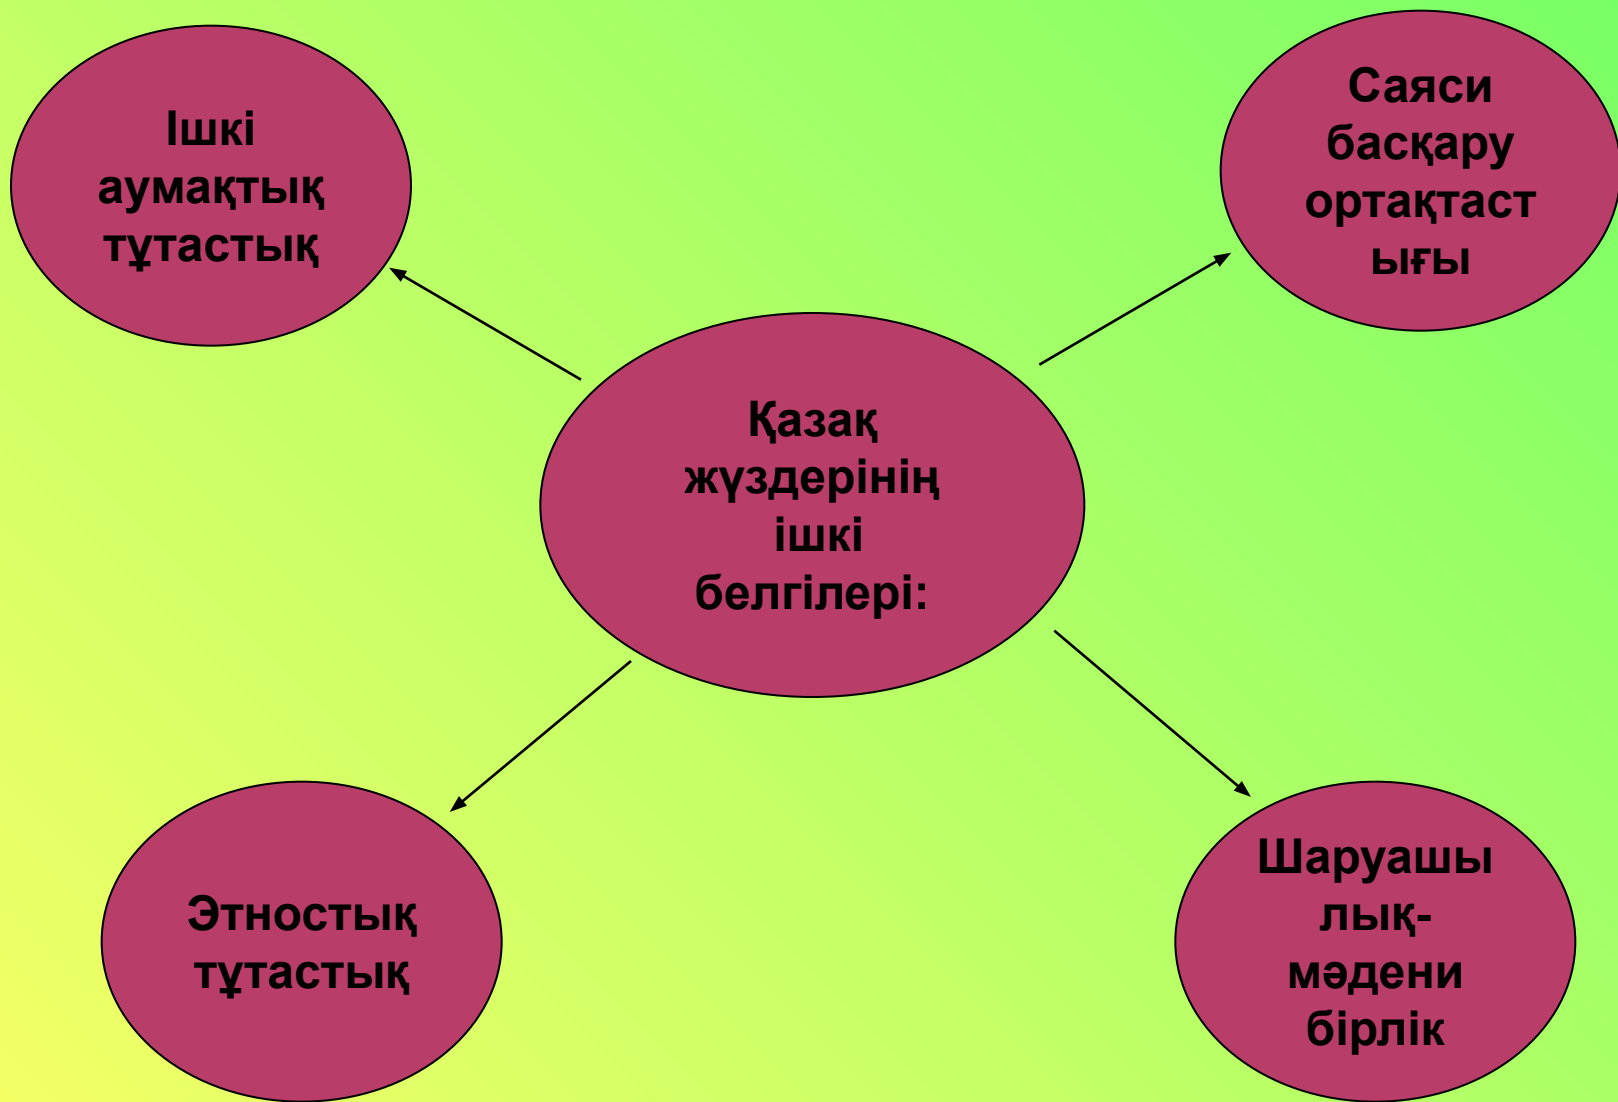 Ішкі
аумақтық
тұтастық
Саяси
басқару
ортақтаст
ығы
Қазақ
жүздерінің
ішкі
белгілері:
Этностық
тұтастық
Шаруашы
лық-
мәдени
бірлік